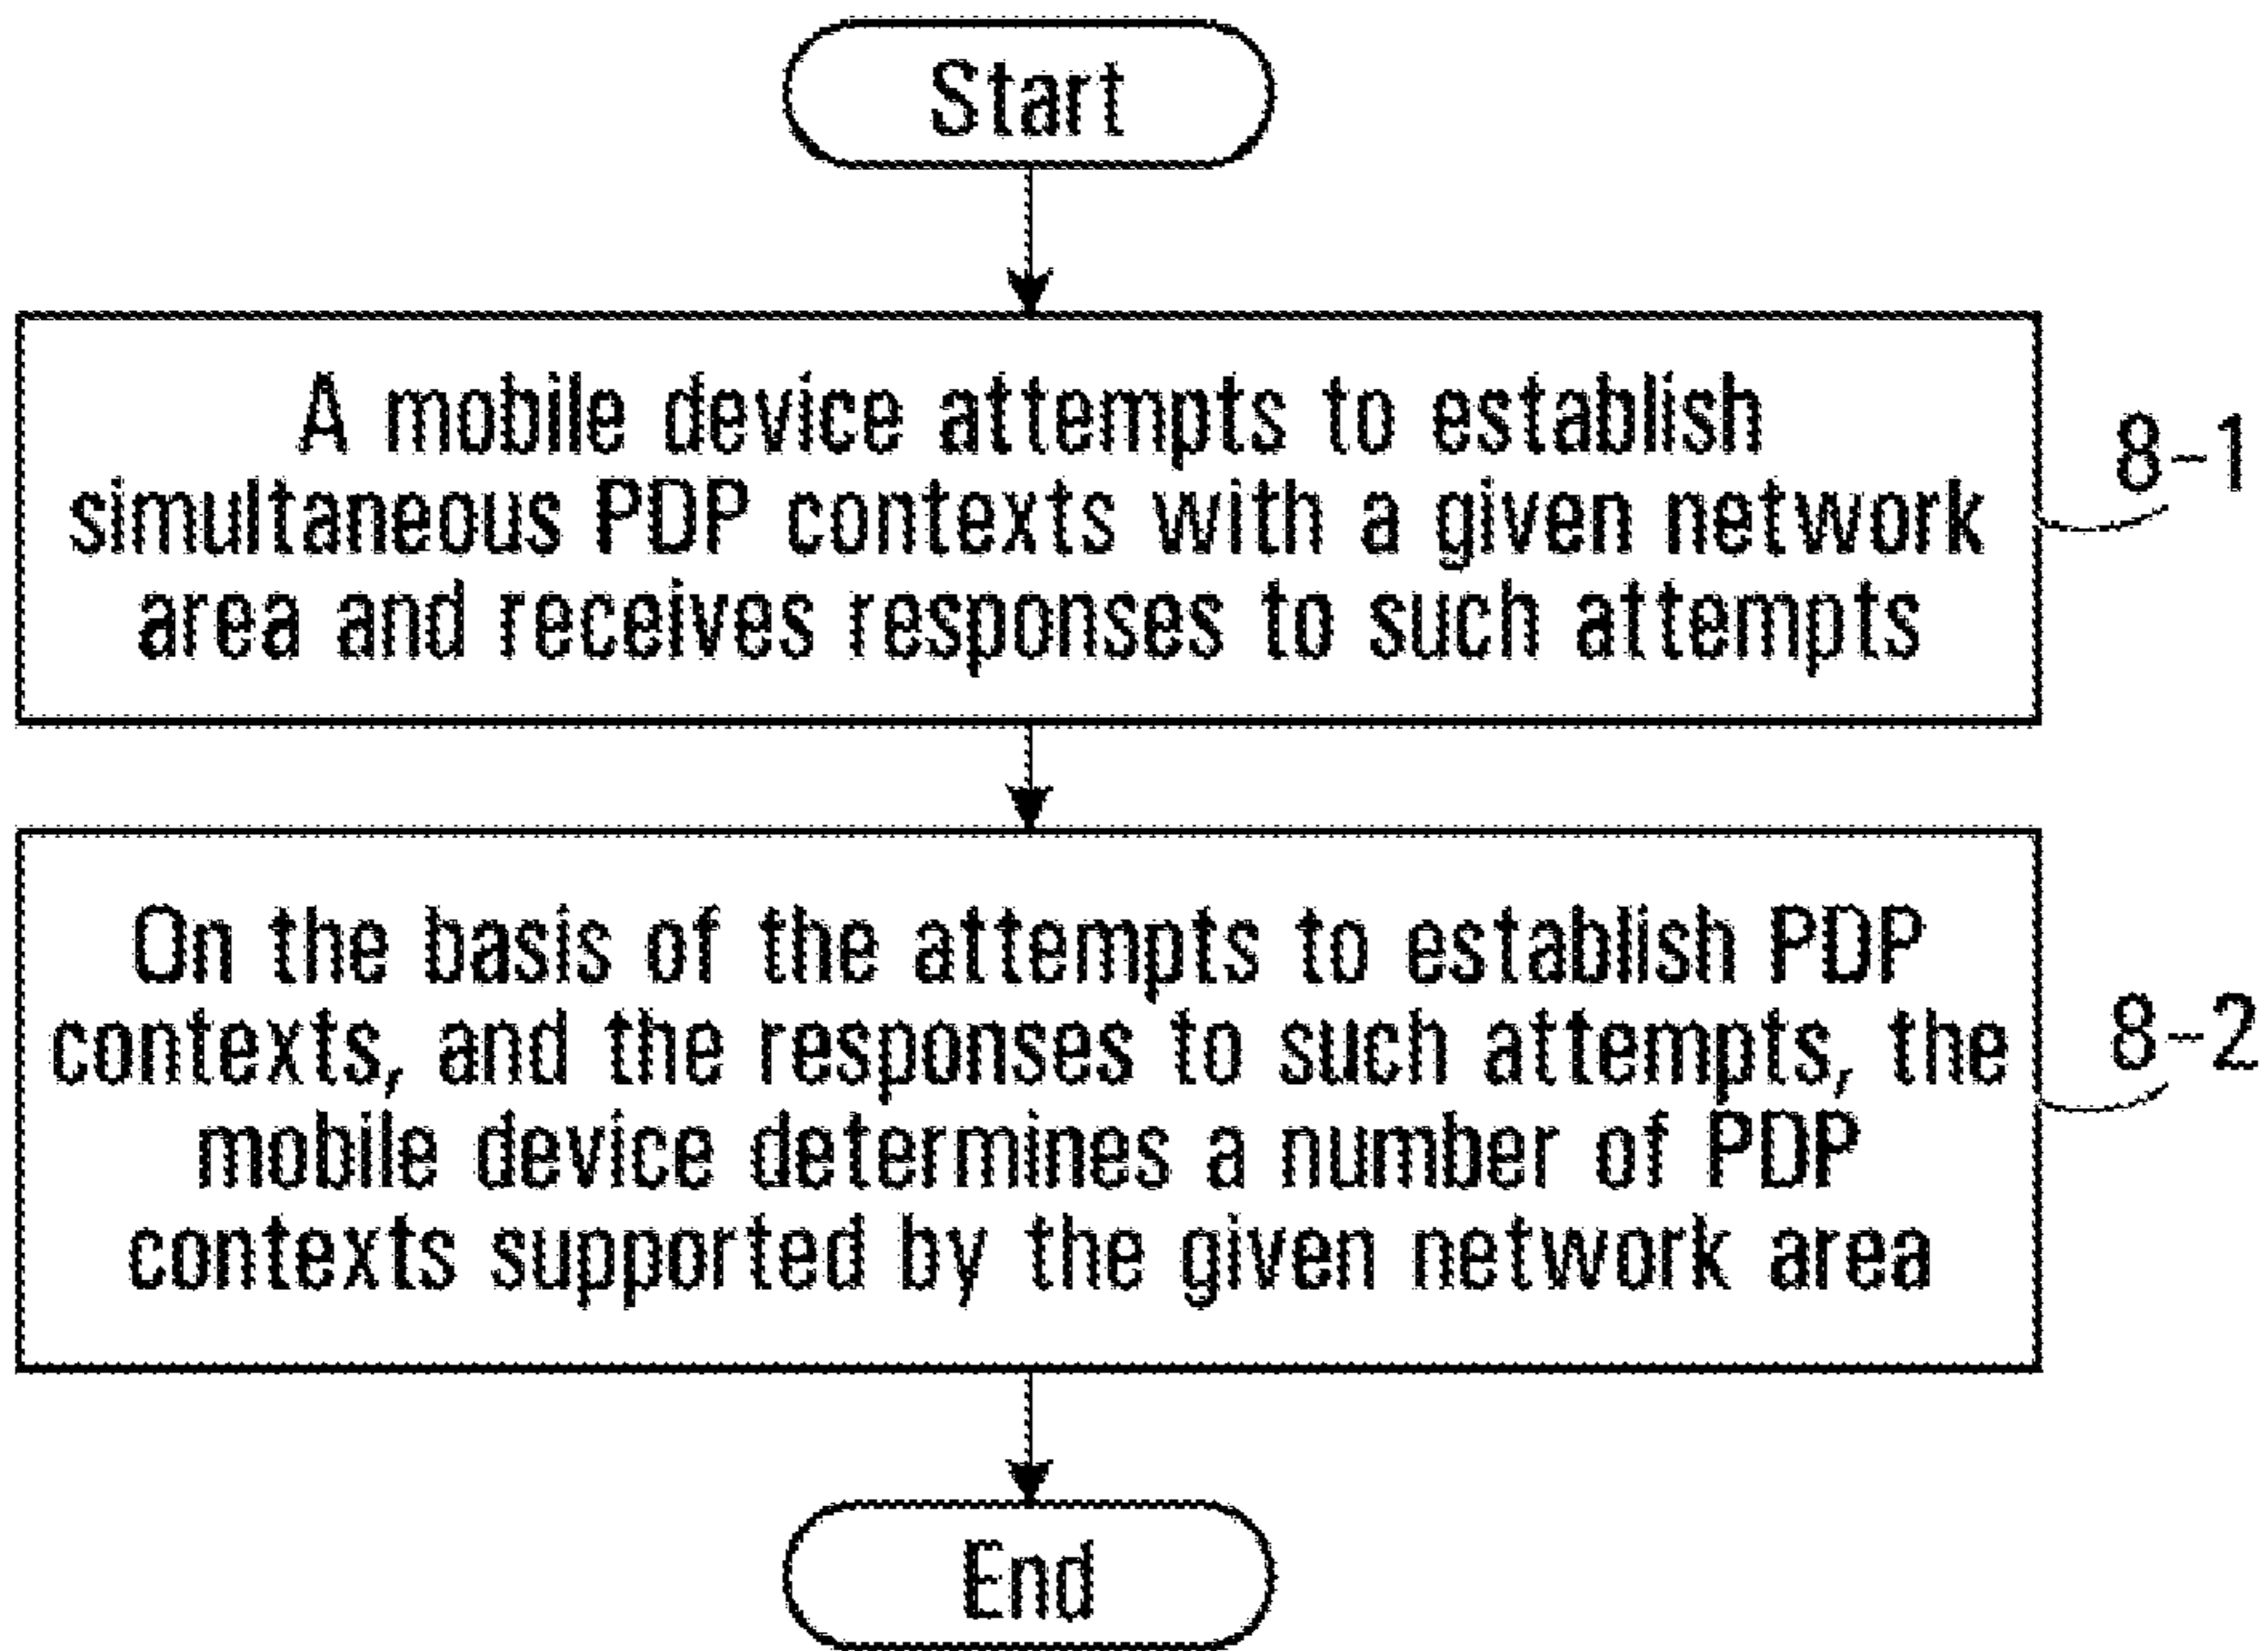 Start
A mobile device attempts to establish
simultaneous PDP contexts with a given network
area and receives responses to such attempts
8-1
On the basis of the attempts to establish PDP
contexts, and the responses to such attempts, the
mobile device determines a number of PDP
contexts supported by the given network area
8-2
End